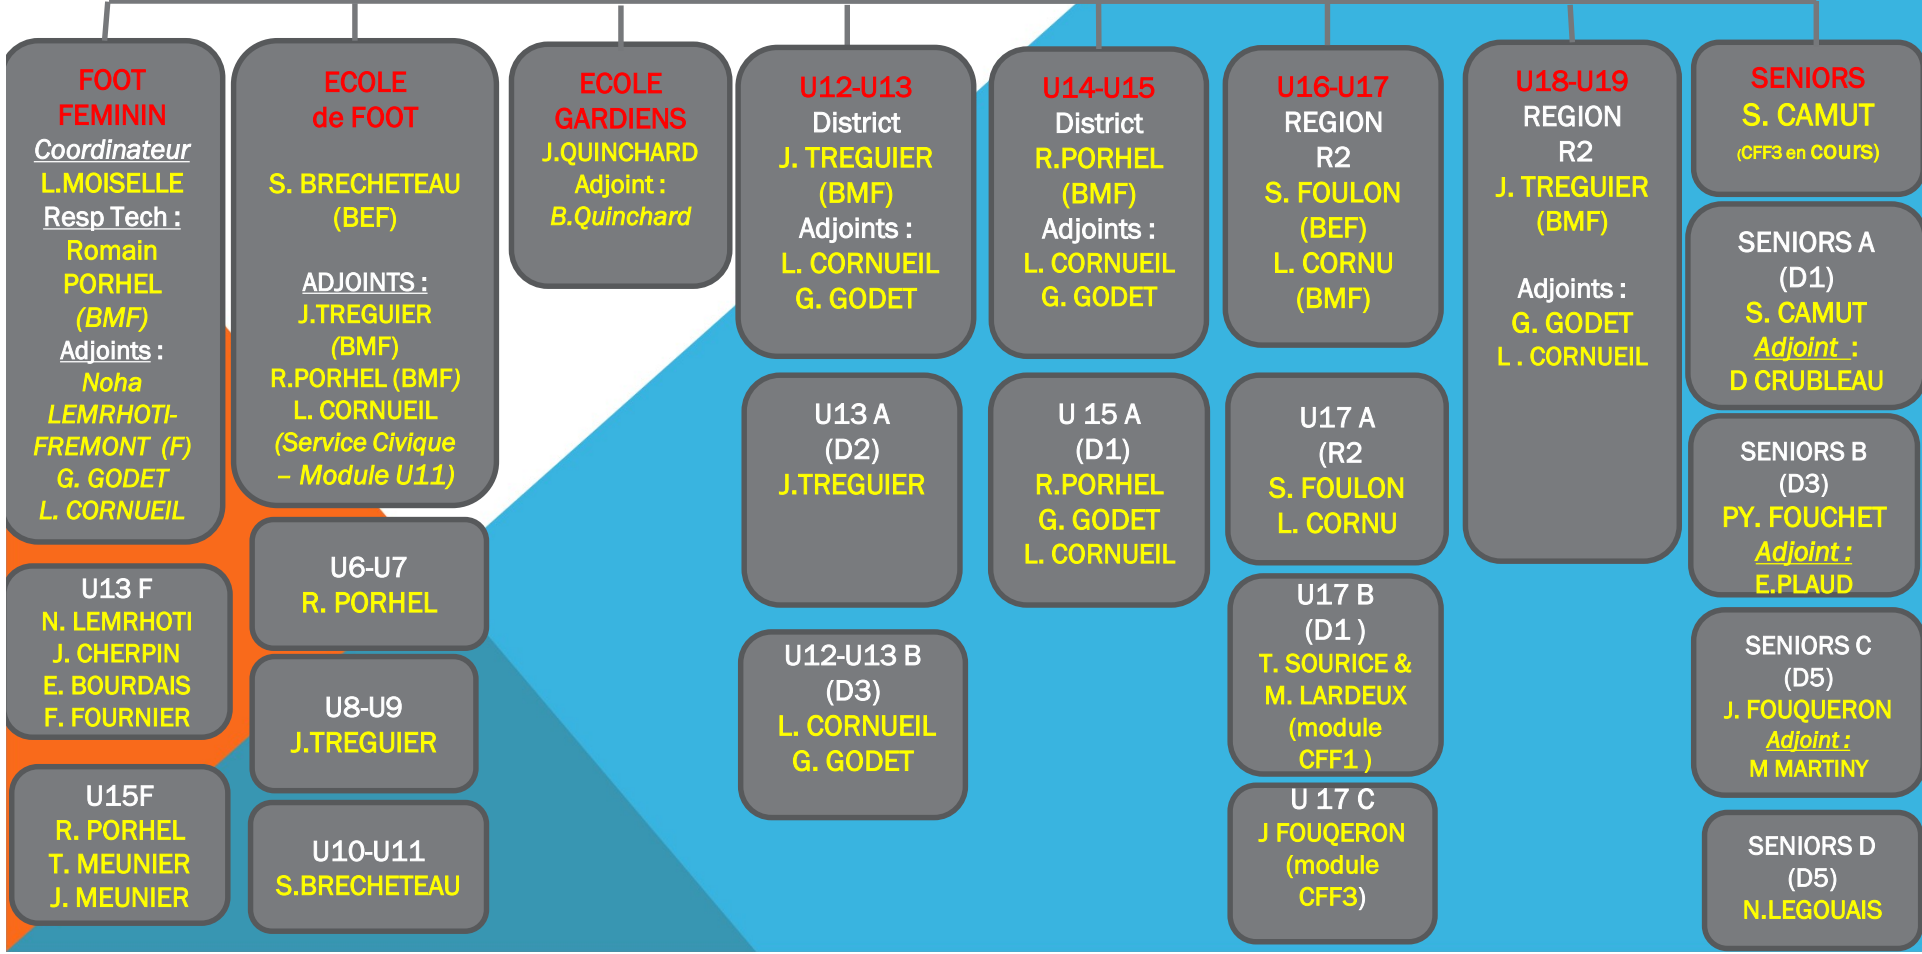 FOOT
FEMININ
Coordinateur
L.MOISELLE
Resp Tech :
Romain
PORHEL
(BMF)
Adjoints :
Noha
LEMRHOTI-
FREMONT (F)
G. GODET
L. CORNUEIL
U13 F
N. LEMRHOTI
J. CHERPIN
E. BOURDAIS
F. FOURNIER
U15F
R. PORHEL
T. MEUNIER
J. MEUNIER
ECOLE
de FOOT
S. BRECHETEAU
(BEF)
ADJOINTS :
J.TREGUIER
(BMF)
R.PORHEL (BMF)
L. CORNUEIL
(Service Civique
– Module U11)
U6-U7
R. PORHEL
U8-U9
J.TREGUIER
U10-U11
S.BRECHETEAU
ECOLE
GARDIENS
J.QUINCHARD
Adjoint :
B.Quinchard
U12-U13
District
J. TREGUIER
(BMF)
Adjoints :
L. CORNUEIL
G. GODET
U13 A
(D2)
J.TREGUIER
U12-U13 B
(D3)
L. CORNUEIL
G. GODET
U14-U15
District
R.PORHEL
(BMF)
Adjoints :
L. CORNUEIL
G. GODET
U 15 A
(D1)
R.PORHEL
G. GODET
L. CORNUEIL
U16-U17
REGION
R2
S. FOULON
(BEF)
L. CORNU
(BMF)
U17 A
(R2
S. FOULON
L. CORNU
U17 B
(D1 )
T. SOURICE &
M. LARDEUX
(module
CFF1 )
U 17 C
J FOUQERON
(module
CFF3)
U18-U19
REGION
R2
J. TREGUIER
(BMF)
Adjoints :
G. GODET
L . CORNUEIL
SENIORS
S. CAMUT
(CFF3 en cours)
SENIORS A
(D1)
S. CAMUT
Adjoint :
D CRUBLEAU
SENIORS B
(D3)
PY. FOUCHET
Adjoint :
E.PLAUD
SENIORS C
(D5)
J. FOUQUERON
Adjoint :
M MARTINY
SENIORS D
(D5)
N.LEGOUAIS